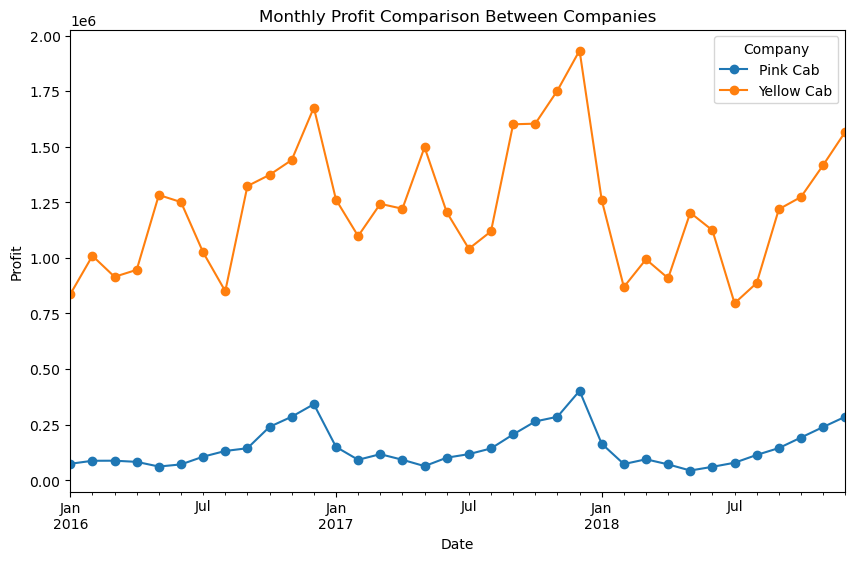 Monthly Profit Comparison Between Companies
1e6
2.00
1.75
1.50
1.25
1.00
0.75
0.50
0.25
0.00
Profit
Company
Pink Cab
Yellow Cab
Jan Jul Jan Jul Jan Jul
2016 2017 2018
Date